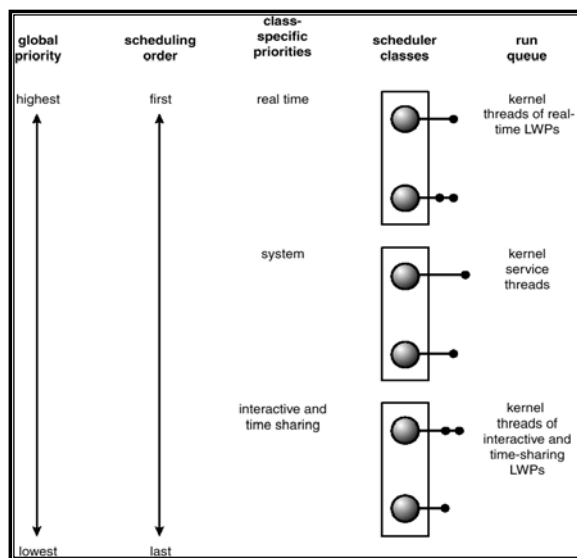 global
priority
scheduling
order
class-
specific
priorities
scheduler
classes
run
queue
highest
first
real time
kernel
threads of real-
time LWPs
system
kernel
service
threads
interactive and
time sharing
kernel
threads of
interactive and
time-sharing
LWPs
lowest
last